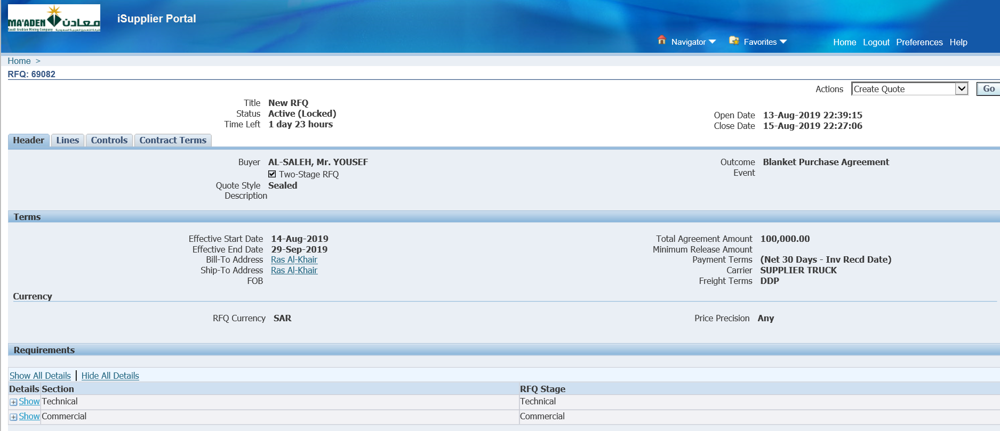 MA'ADEN معادن
Saudi Arabian Mining Company شركة التعدين العربية السعودية
iSupplier Portal
Navigator Favorites Home Logout Preferences Help
Home >
RFQ: 69082
Actions Create Quote Go
Title New RFQ
Status Active (Locked)
Time Left 1 day 23 hours
Open Date 13-Aug-2019 22:39:15
Close Date 15-Aug-2019 22:27:06
Header Lines Controls Contract Terms
Buyer AL-SALEH, Mr. YOUSEF
Two-Stage RFQ
Quote Style Sealed
Description
Outcome Blanket Purchase Agreement
Event
Terms
Effective Start Date 14-Aug-2019
Effective End Date 29-Sep-2019
Bill-To Address Ras Al-Khair
Ship-To Address Ras Al-Khair
FOB
Total Agreement Amount 100,000.00
Minimum Release Amount
Payment Terms (Net 30 Days - Inv Recd Date)
Carrier SUPPLIER TRUCK
Freight Terms DDP
Currency
RFQ Currency SAR
Price Precision Any
Requirements
Show All Details | Hide All Details
Details Section RFQ Stage
Show Technical Technical
Show Commercial Commercial